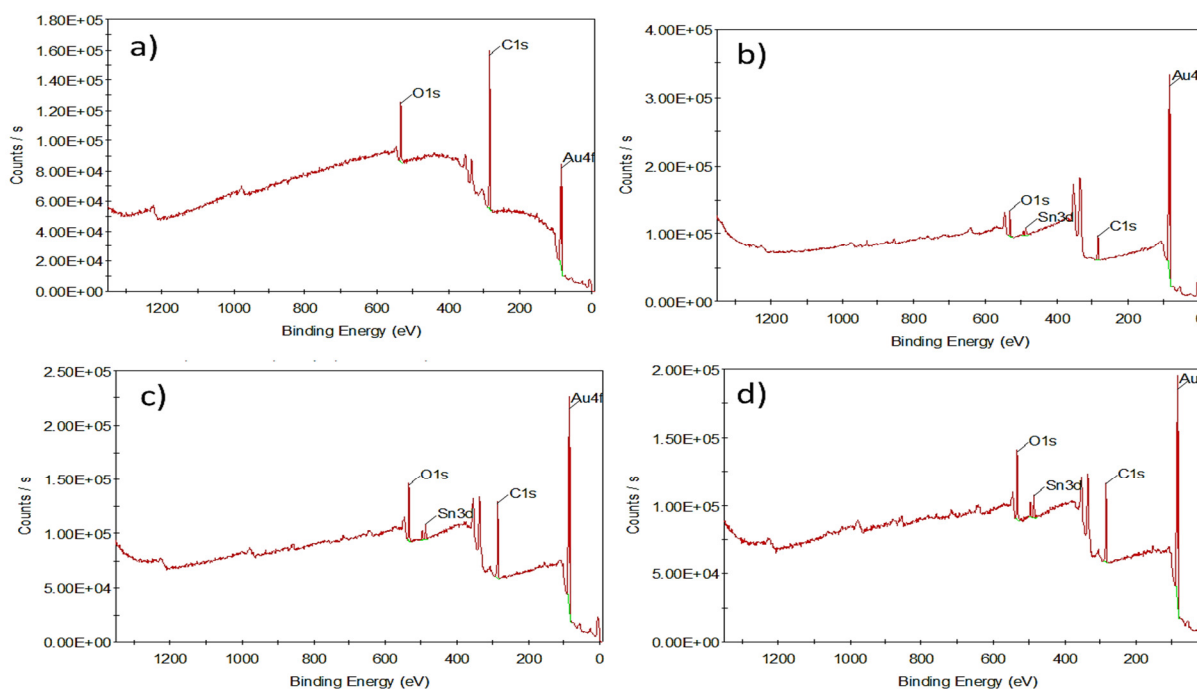 a)
1.80E+05
1.60E+05
1.40E+05
1.20E+05
1.00E+05
8.00E+04
6.00E+04
4.00E+04
2.00E+04
0.00E+00
Counts / s
C1s
O1s
Au4f
1000 800 600 400 200 0
Binding Energy (eV)
b)
4.00E+05
3.00E+05
2.00E+05
1.00E+05
0.00E+00
Counts / s
Au4
O1s
Sn3d
C1s
1200 1000 800 600 400 200
Binding Energy (eV)
c)
2.50E+05
2.00E+05
1.50E+05
1.00E+05
5.00E+04
0.00E+00
Counts / s
Au4f
O1s
Sn3d
C1s
1200 1000 800 600 400 200 0
Binding Energy (eV)
d)
2.00E+05
1.50E+05
1.00E+05
5.00E+04
0.00E+00
Counts / s
Au
O1s
Sn3d
C1s
1200 1000 800 600 400 200
Binding Energy (eV)